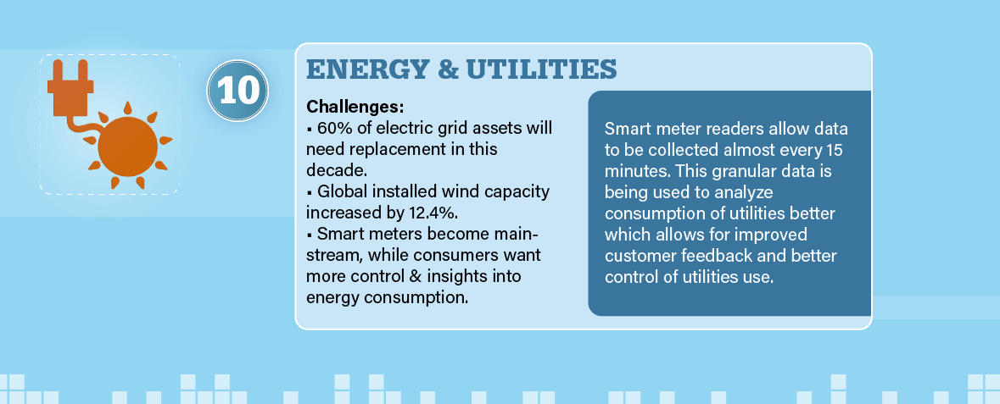 10
ENERGY & UTILITIES
Challenges:
▪ 60% of electric grid assets will
need replacement in this
decade.
▪ Global installed wind capacity
increased by 12.4%.
▪ Smart meters become main-
stream, while consumers want
more control & insights into
energy consumption.
Smart meter readers allow data
to be collected almost every 15
minutes. This granular data is
being used to analyze
consumption of utilities better
which allows for improved
customer feedback and better
control of utilities use.